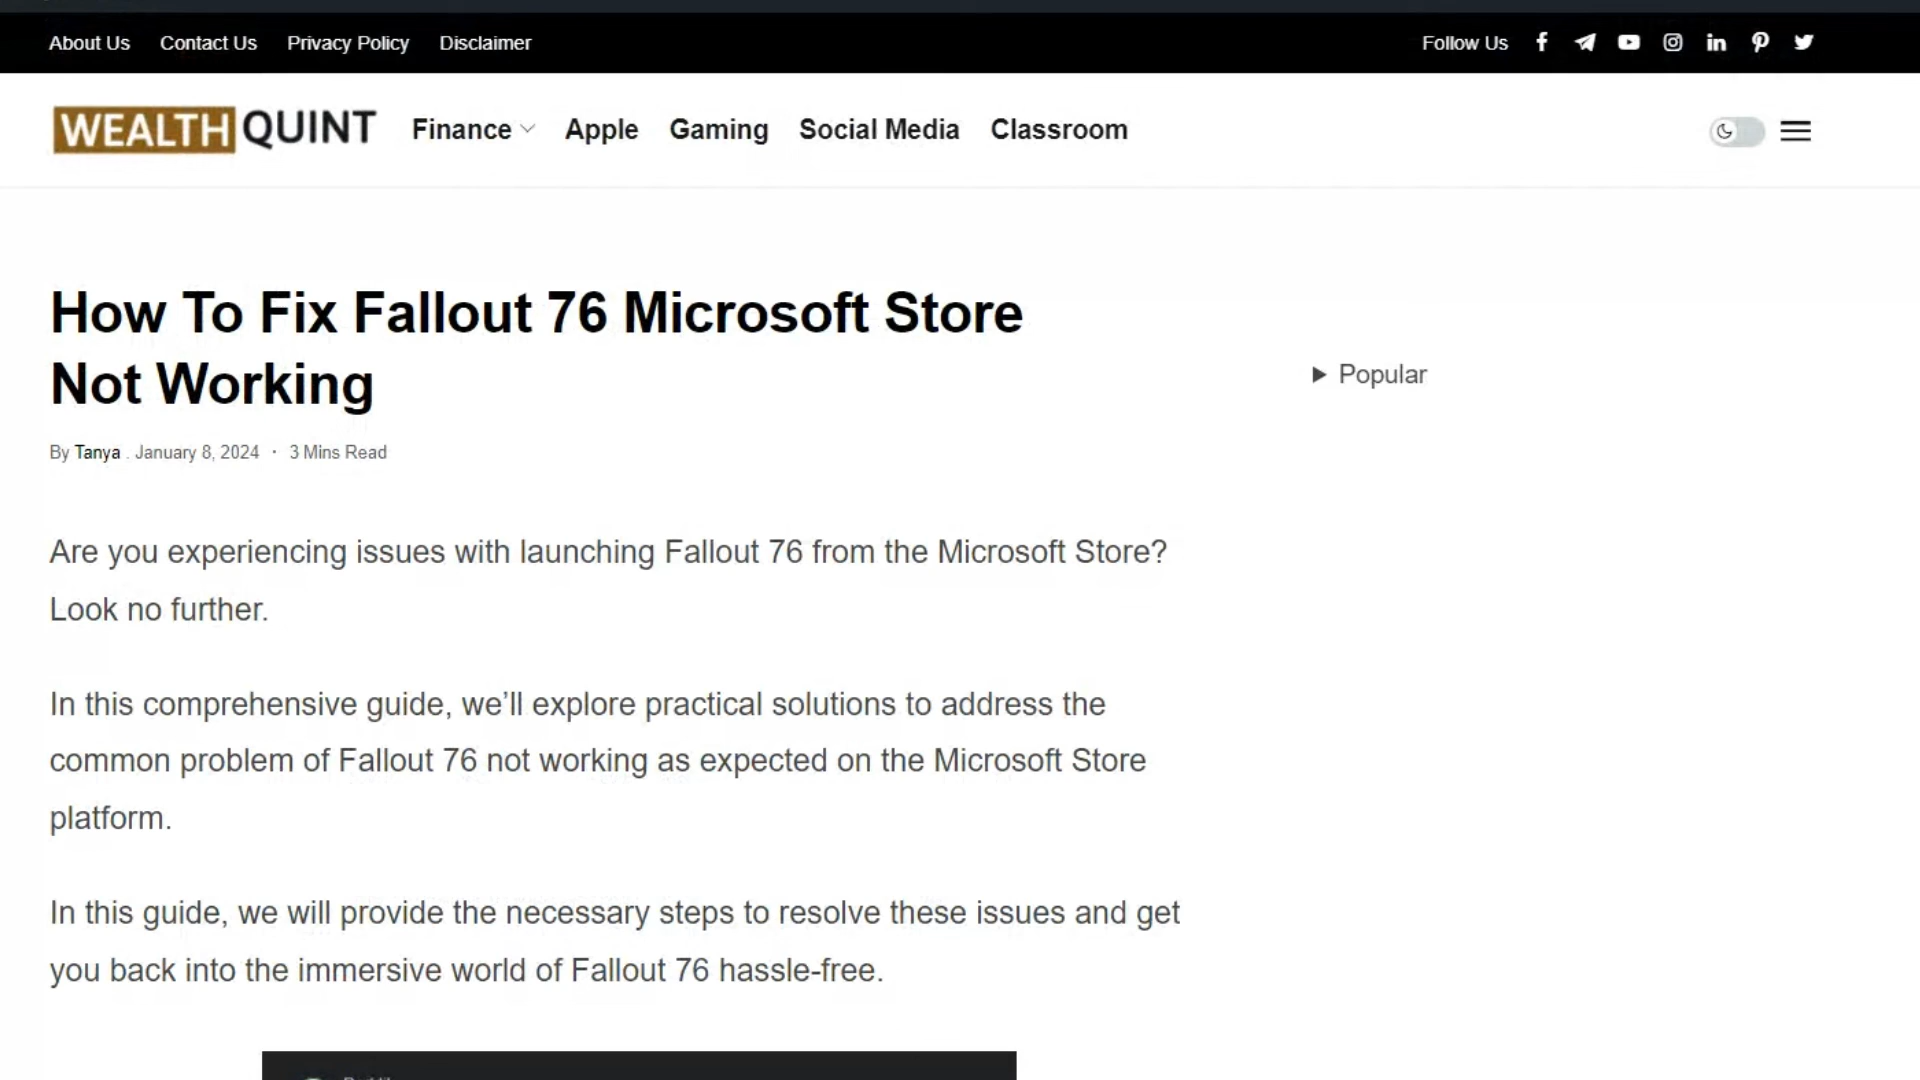 About Us Contact Us Privacy Policy Disclaimer Follow Us
WEALTH QUINT Finance Apple Gaming Social Media Classroom
How To Fix Fallout 76 Microsoft Store
Not Working
Popular
By Tanya . January 8, 2024 · 3 Mins Read
Are you experiencing issues with launching Fallout 76 from the Microsoft Store?
Look no further.
In this comprehensive guide, we’ll explore practical solutions to address the
common problem of Fallout 76 not working as expected on the Microsoft Store
platform.
In this guide, we will provide the necessary steps to resolve these issues and get
you back into the immersive world of Fallout 76 hassle-free.